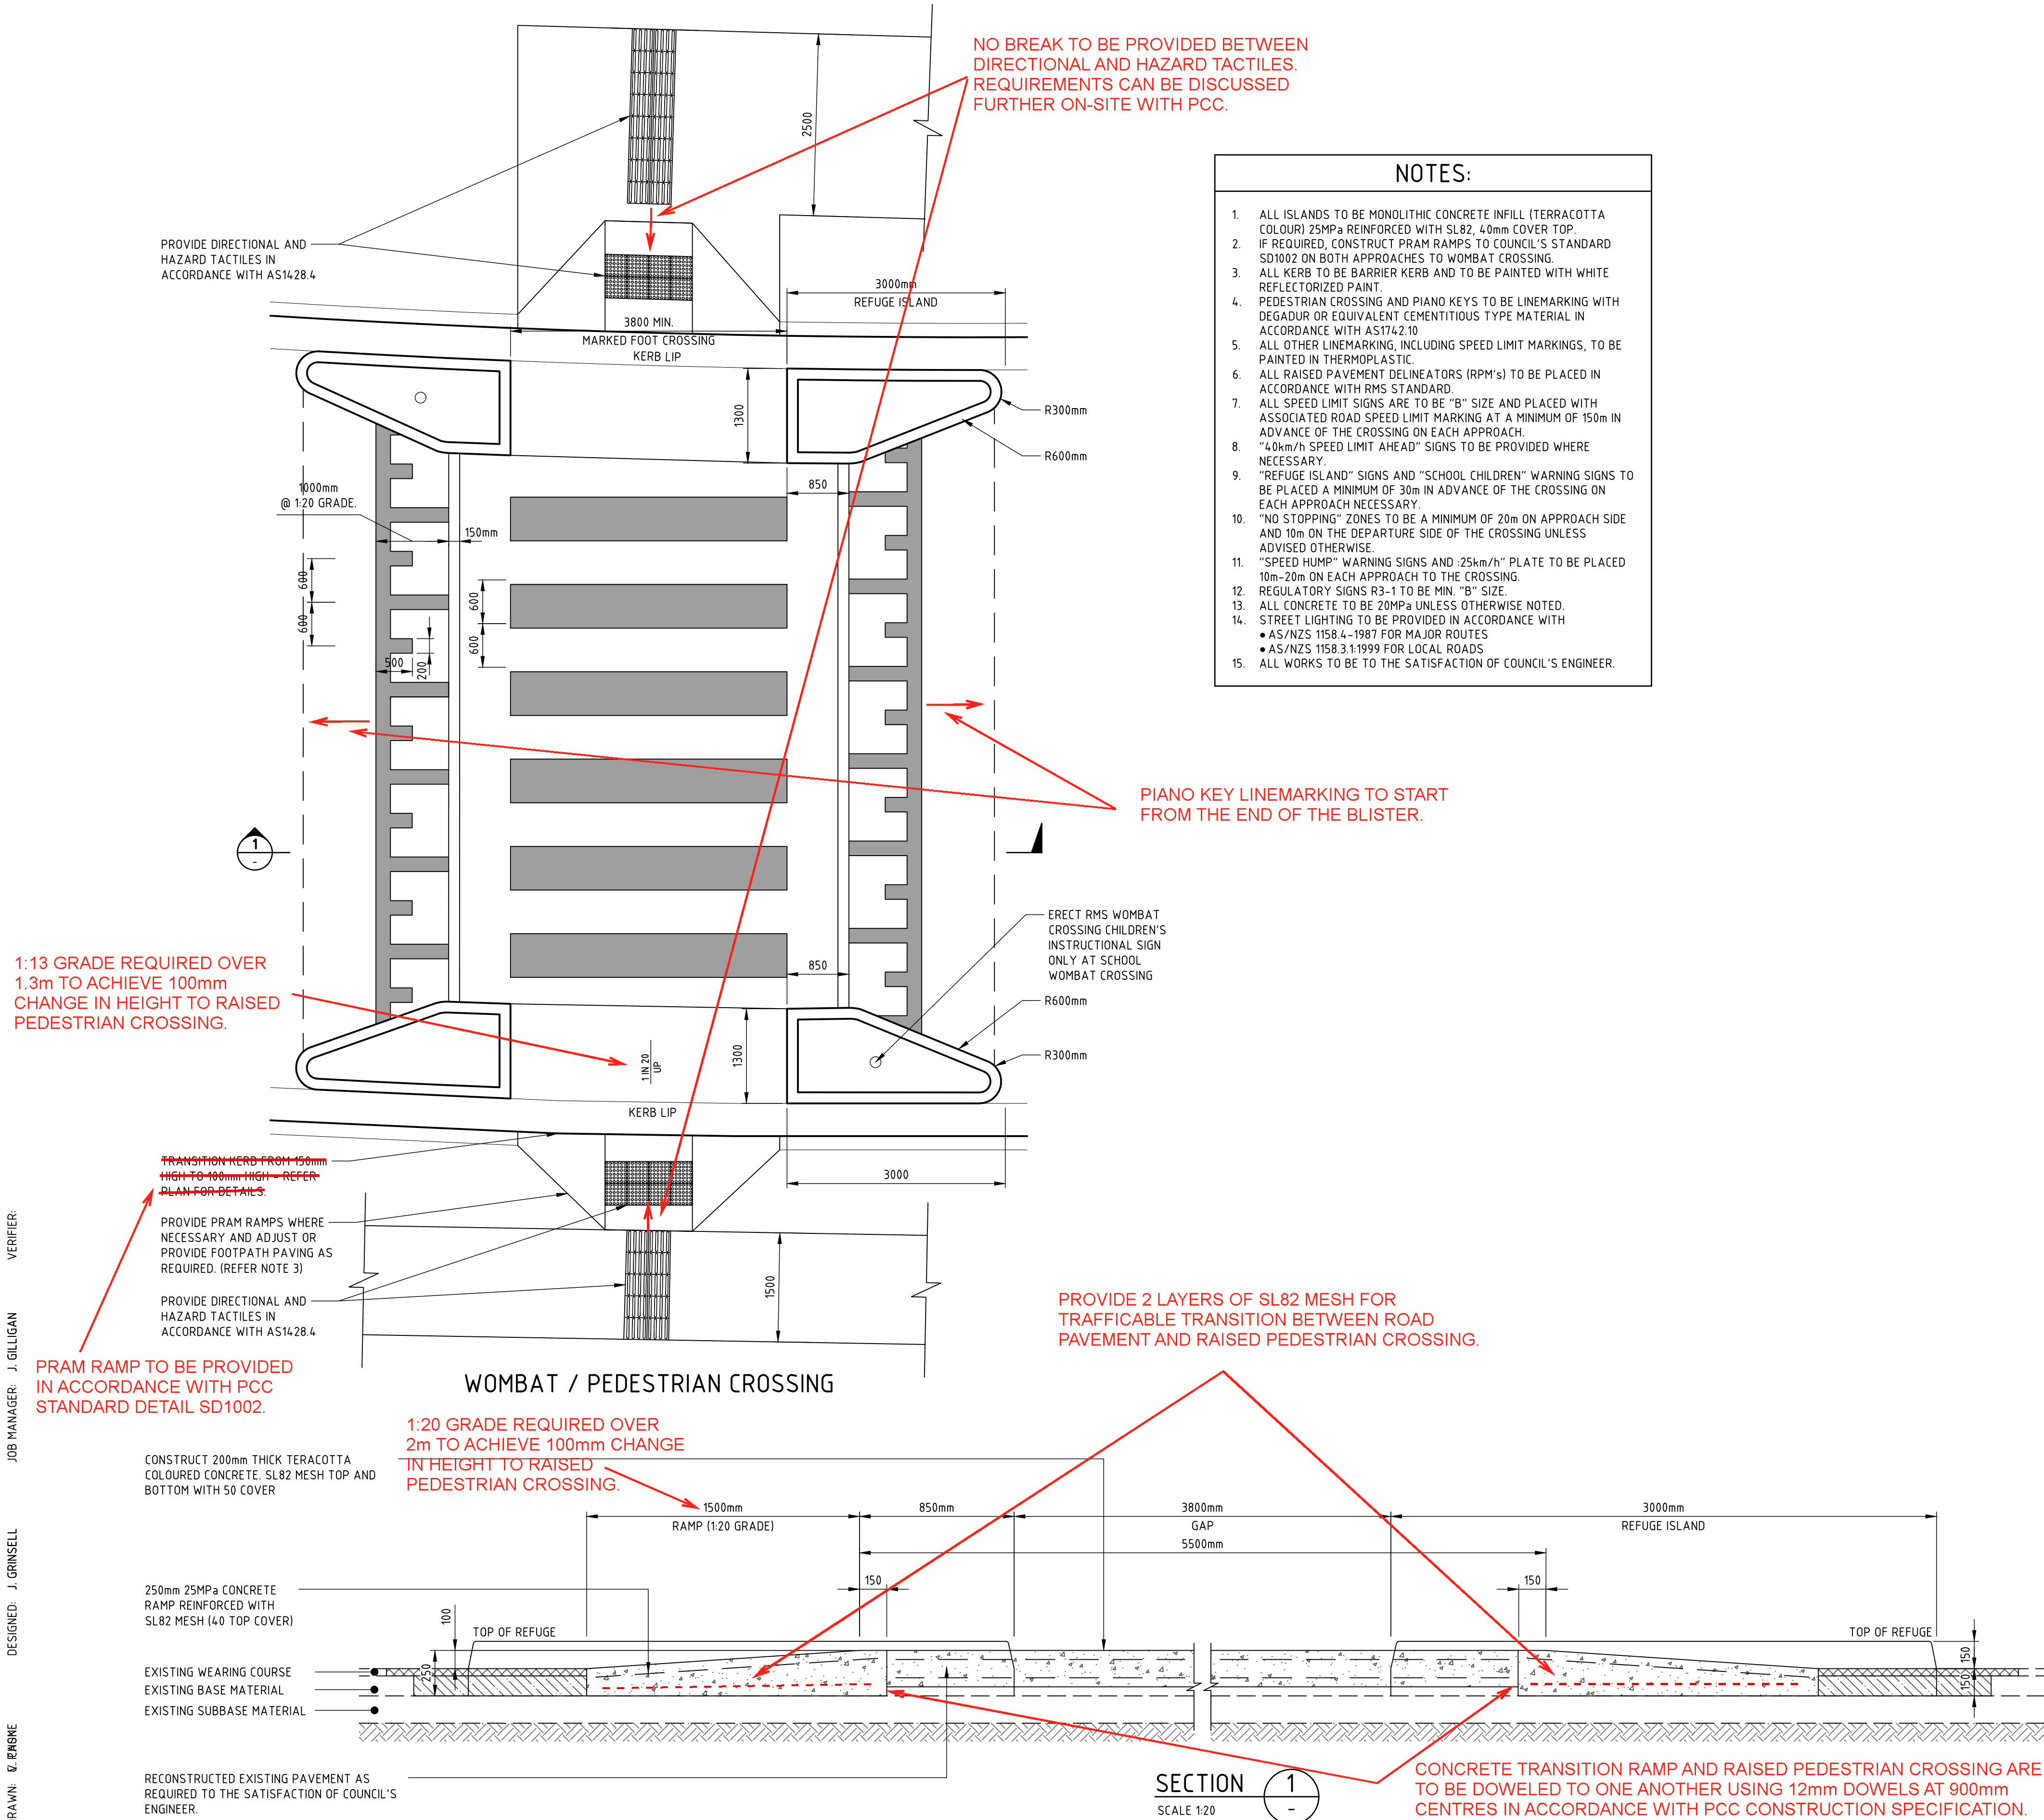 NO BREAK TO BE PROVIDED BETWEEN
DIRECTIONAL AND HAZARD TACTILES.
REQUIREMENTS CAN BE DISCUSSED
FURTHER ON-SITE WITH PCC.
2500
PROVIDE DIRECTIONAL AND
HAZARD TACTILES IN
ACCORDANCE WITH AS1428.4
3000mm
REFUGE ISLAND
3800 MIN.
MARKED FOOT CROSSING
KERB LIP
1300
R300mm
R600mm
850
1000mm
@ 1:20 GRADE.
150mm
600
600
600
600
500
200
NOTES:
1. ALL ISLANDS TO BE MONOLITHIC CONCRETE INFILL (TERRACOTTA
COLOUR) 25MPa REINFORCED WITH SL82, 40mm COVER TOP.
2. IF REQUIRED, CONSTRUCT PRAM RAMPS TO COUNCIL'S STANDARD
SD1002 ON BOTH APPROACHES TO WOMBAT CROSSING.
3. ALL KERB TO BE BARRIER KERB AND TO BE PAINTED WITH WHITE
REFLECTORIZED PAINT.
4. PEDESTRIAN CROSSING AND PIANO KEYS TO BE LINEMARKING WITH
DEGADUR OR EQUIVALENT CEMENTITIOUS TYPE MATERIAL IN
ACCORDANCE WITH AS1742.10
5. ALL OTHER LINEMARKING, INCLUDING SPEED LIMIT MARKINGS, TO BE
PAINTED IN THERMOPLASTIC.
6. ALL RAISED PAVEMENT DELINEATORS (RPM's) TO BE PLACED IN
ACCORDANCE WITH RMS STANDARD.
7. ALL SPEED LIMIT SIGNS ARE TO BE "B" SIZE AND PLACED WITH
ASSOCIATED ROAD SPEED LIMIT MARKING AT A MINIMUM OF 150m IN
ADVANCE OF THE CROSSING ON EACH APPROACH.
8. "40km/h SPEED LIMIT AHEAD" SIGNS TO BE PROVIDED WHERE
NECESSARY.
9. "REFUGE ISLAND" SIGNS AND "SCHOOL CHILDREN" WARNING SIGNS TO
BE PLACED A MINIMUM OF 30m IN ADVANCE OF THE CROSSING ON
EACH APPROACH NECESSARY.
10. "NO STOPPING" ZONES TO BE A MINIMUM OF 20m ON APPROACH SIDE
AND 10m ON THE DEPARTURE SIDE OF THE CROSSING UNLESS
ADVISED OTHERWISE.
11. "SPEED HUMP" WARNING SIGNS AND :25km/h" PLATE TO BE PLACED
10m-20m ON EACH APPROACH TO THE CROSSING.
12. REGULATORY SIGNS R3-1 TO BE MIN. "B" SIZE.
13. ALL CONCRETE TO BE 20MPa UNLESS OTHERWISE NOTED.
14. STREET LIGHTING TO BE PROVIDED IN ACCORDANCE WITH
● AS/NZS 1158.4-1987 FOR MAJOR ROUTES
● AS/NZS 1158.3.1:1999 FOR LOCAL ROADS
15. ALL WORKS TO BE TO THE SATISFACTION OF COUNCIL'S ENGINEER.
PIANO KEY LINEMARKING TO START
FROM THE END OF THE BLISTER.
1
-
ERECT RMS WOMBAT
CROSSING CHILDREN'S
INSTRUCTIONAL SIGN
ONLY AT SCHOOL
WOMBAT CROSSING
850
R600mm
R300mm
1:13 GRADE REQUIRED OVER
1.3m TO ACHIEVE 100mm
CHANGE IN HEIGHT TO RAISED
PEDESTRIAN CROSSING.
1 IN 20
UP
1300
KERB LIP
TRANSITION KERB FROM 150mm
HIGH TO 100mm HIGH - REFER
PLAN FOR DETAILS.
3000
PROVIDE PRAM RAMPS WHERE
NECESSARY AND ADJUST OR
PROVIDE FOOTPATH PAVING AS
REQUIRED. (REFER NOTE 3)
PROVIDE DIRECTIONAL AND
HAZARD TACTILES IN
ACCORDANCE WITH AS1428.4
1500
PRAM RAMP TO BE PROVIDED
IN ACCORDANCE WITH PCC
STANDARD DETAIL SD1002.
WOMBAT / PEDESTRIAN CROSSING
PROVIDE 2 LAYERS OF SL82 MESH FOR
TRAFFICABLE TRANSITION BETWEEN ROAD
PAVEMENT AND RAISED PEDESTRIAN CROSSING.
1:20 GRADE REQUIRED OVER
2m TO ACHIEVE 100mm CHANGE
IN HEIGHT TO RAISED
PEDESTRIAN CROSSING.
CONSTRUCT 200mm THICK TERACOTTA
COLOURED CONCRETE. SL82 MESH TOP AND
BOTTOM WITH 50 COVER
1500mm
RAMP (1:20 GRADE)
850mm
3800mm
GAP
3000mm
REFUGE ISLAND
5500mm
150
150
250mm 25MPa CONCRETE
RAMP REINFORCED WITH
SL82 MESH (40 TOP COVER)
100
250
TOP OF REFUGE
TOP OF REFUGE
150
150
EXISTING WEARING COURSE
EXISTING BASE MATERIAL
EXISTING SUBBASE MATERIAL
RECONSTRUCTED EXISTING PAVEMENT AS
REQUIRED TO THE SATISFACTION OF COUNCIL'S
ENGINEER.
SECTION
SCALE 1:20
1
-
CONCRETE TRANSITION RAMP AND RAISED PEDESTRIAN CROSSING ARE
TO BE DOWELED TO ONE ANOTHER USING 12mm DOWELS AT 900mm
CENTRES IN ACCORDANCE WITH PCC CONSTRUCTION SPECIFICATION.
VERIFIER:
JOB MANAGER: J. GILLIGAN
DESIGNED: J. GRINSELL